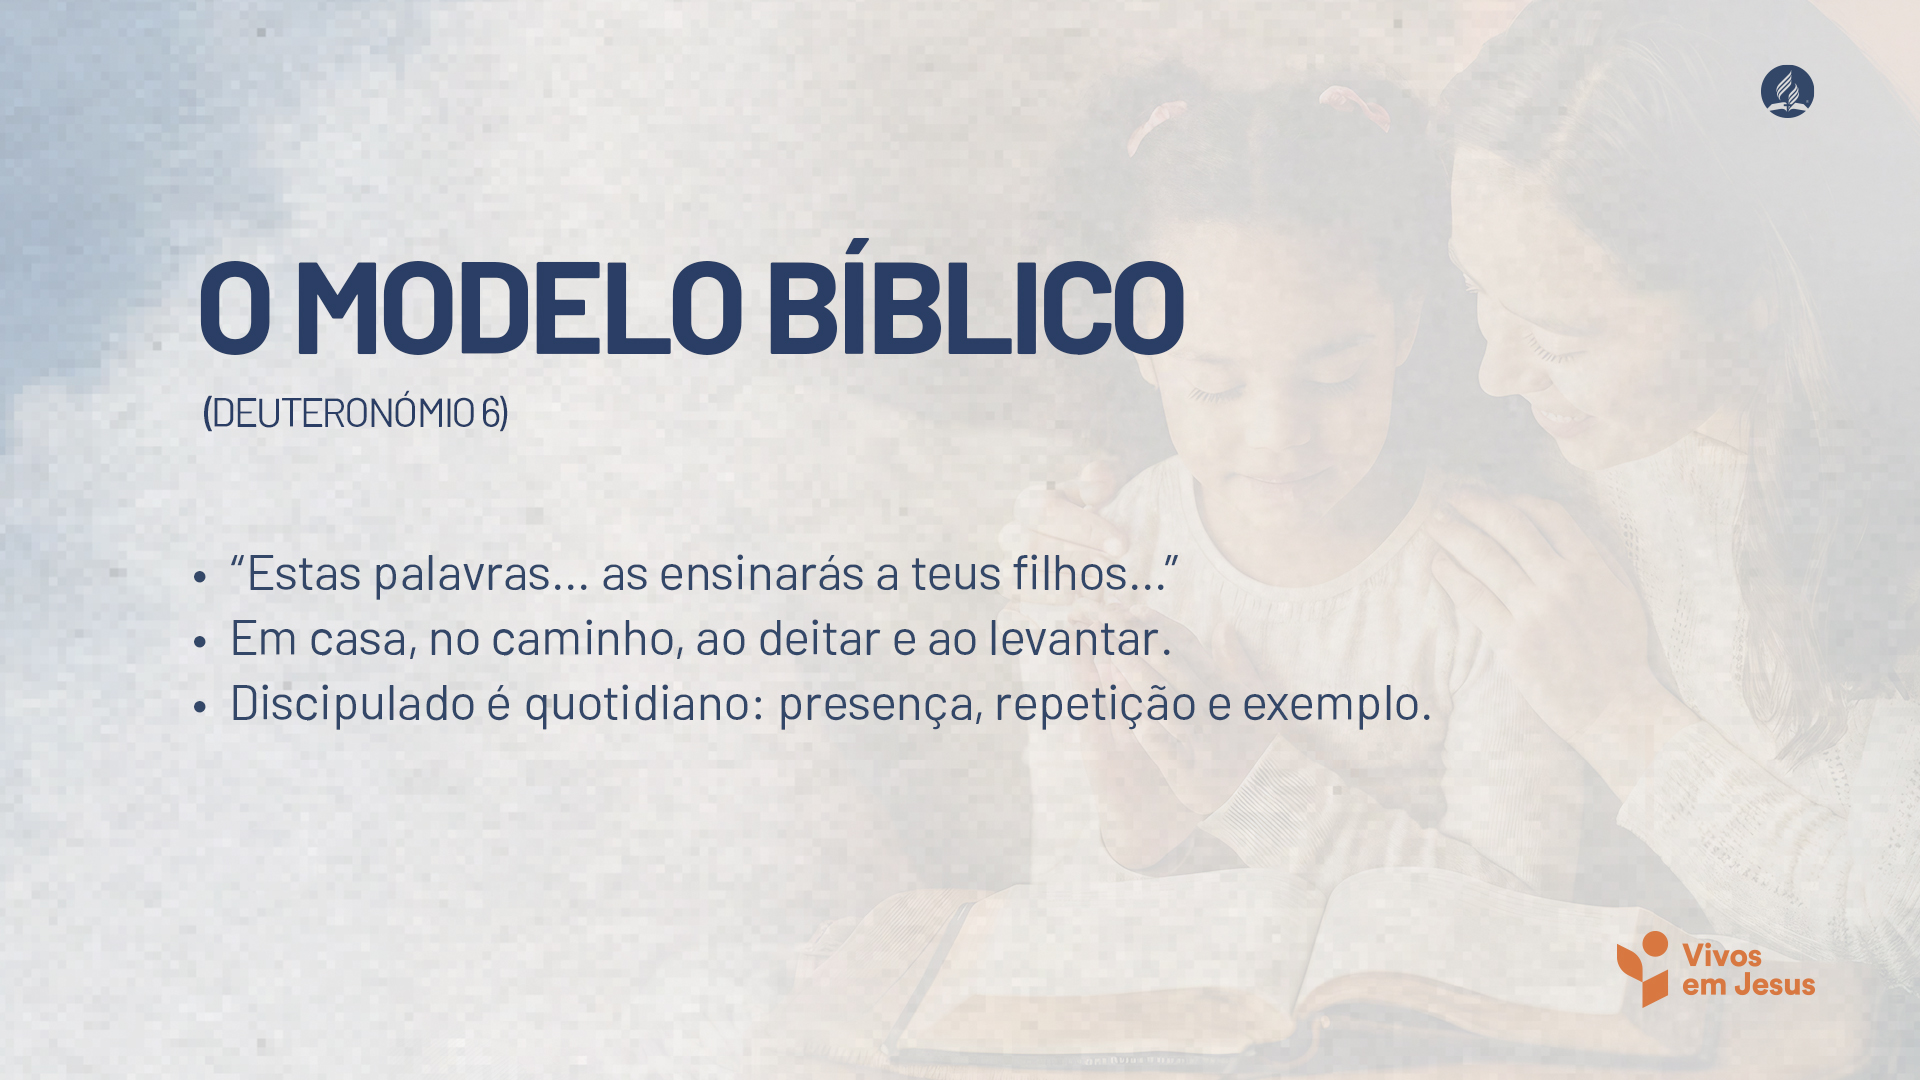 O MODELO BÍBLICO
(DEUTERONÓMIO 6)
• “Estas palavras... as ensinarás a teus filhos...”
• Em casa, no caminho, ao deitar e ao levantar.
• Discipulado é quotidiano: presença, repetição e exemplo.
Vivos
em Jesus